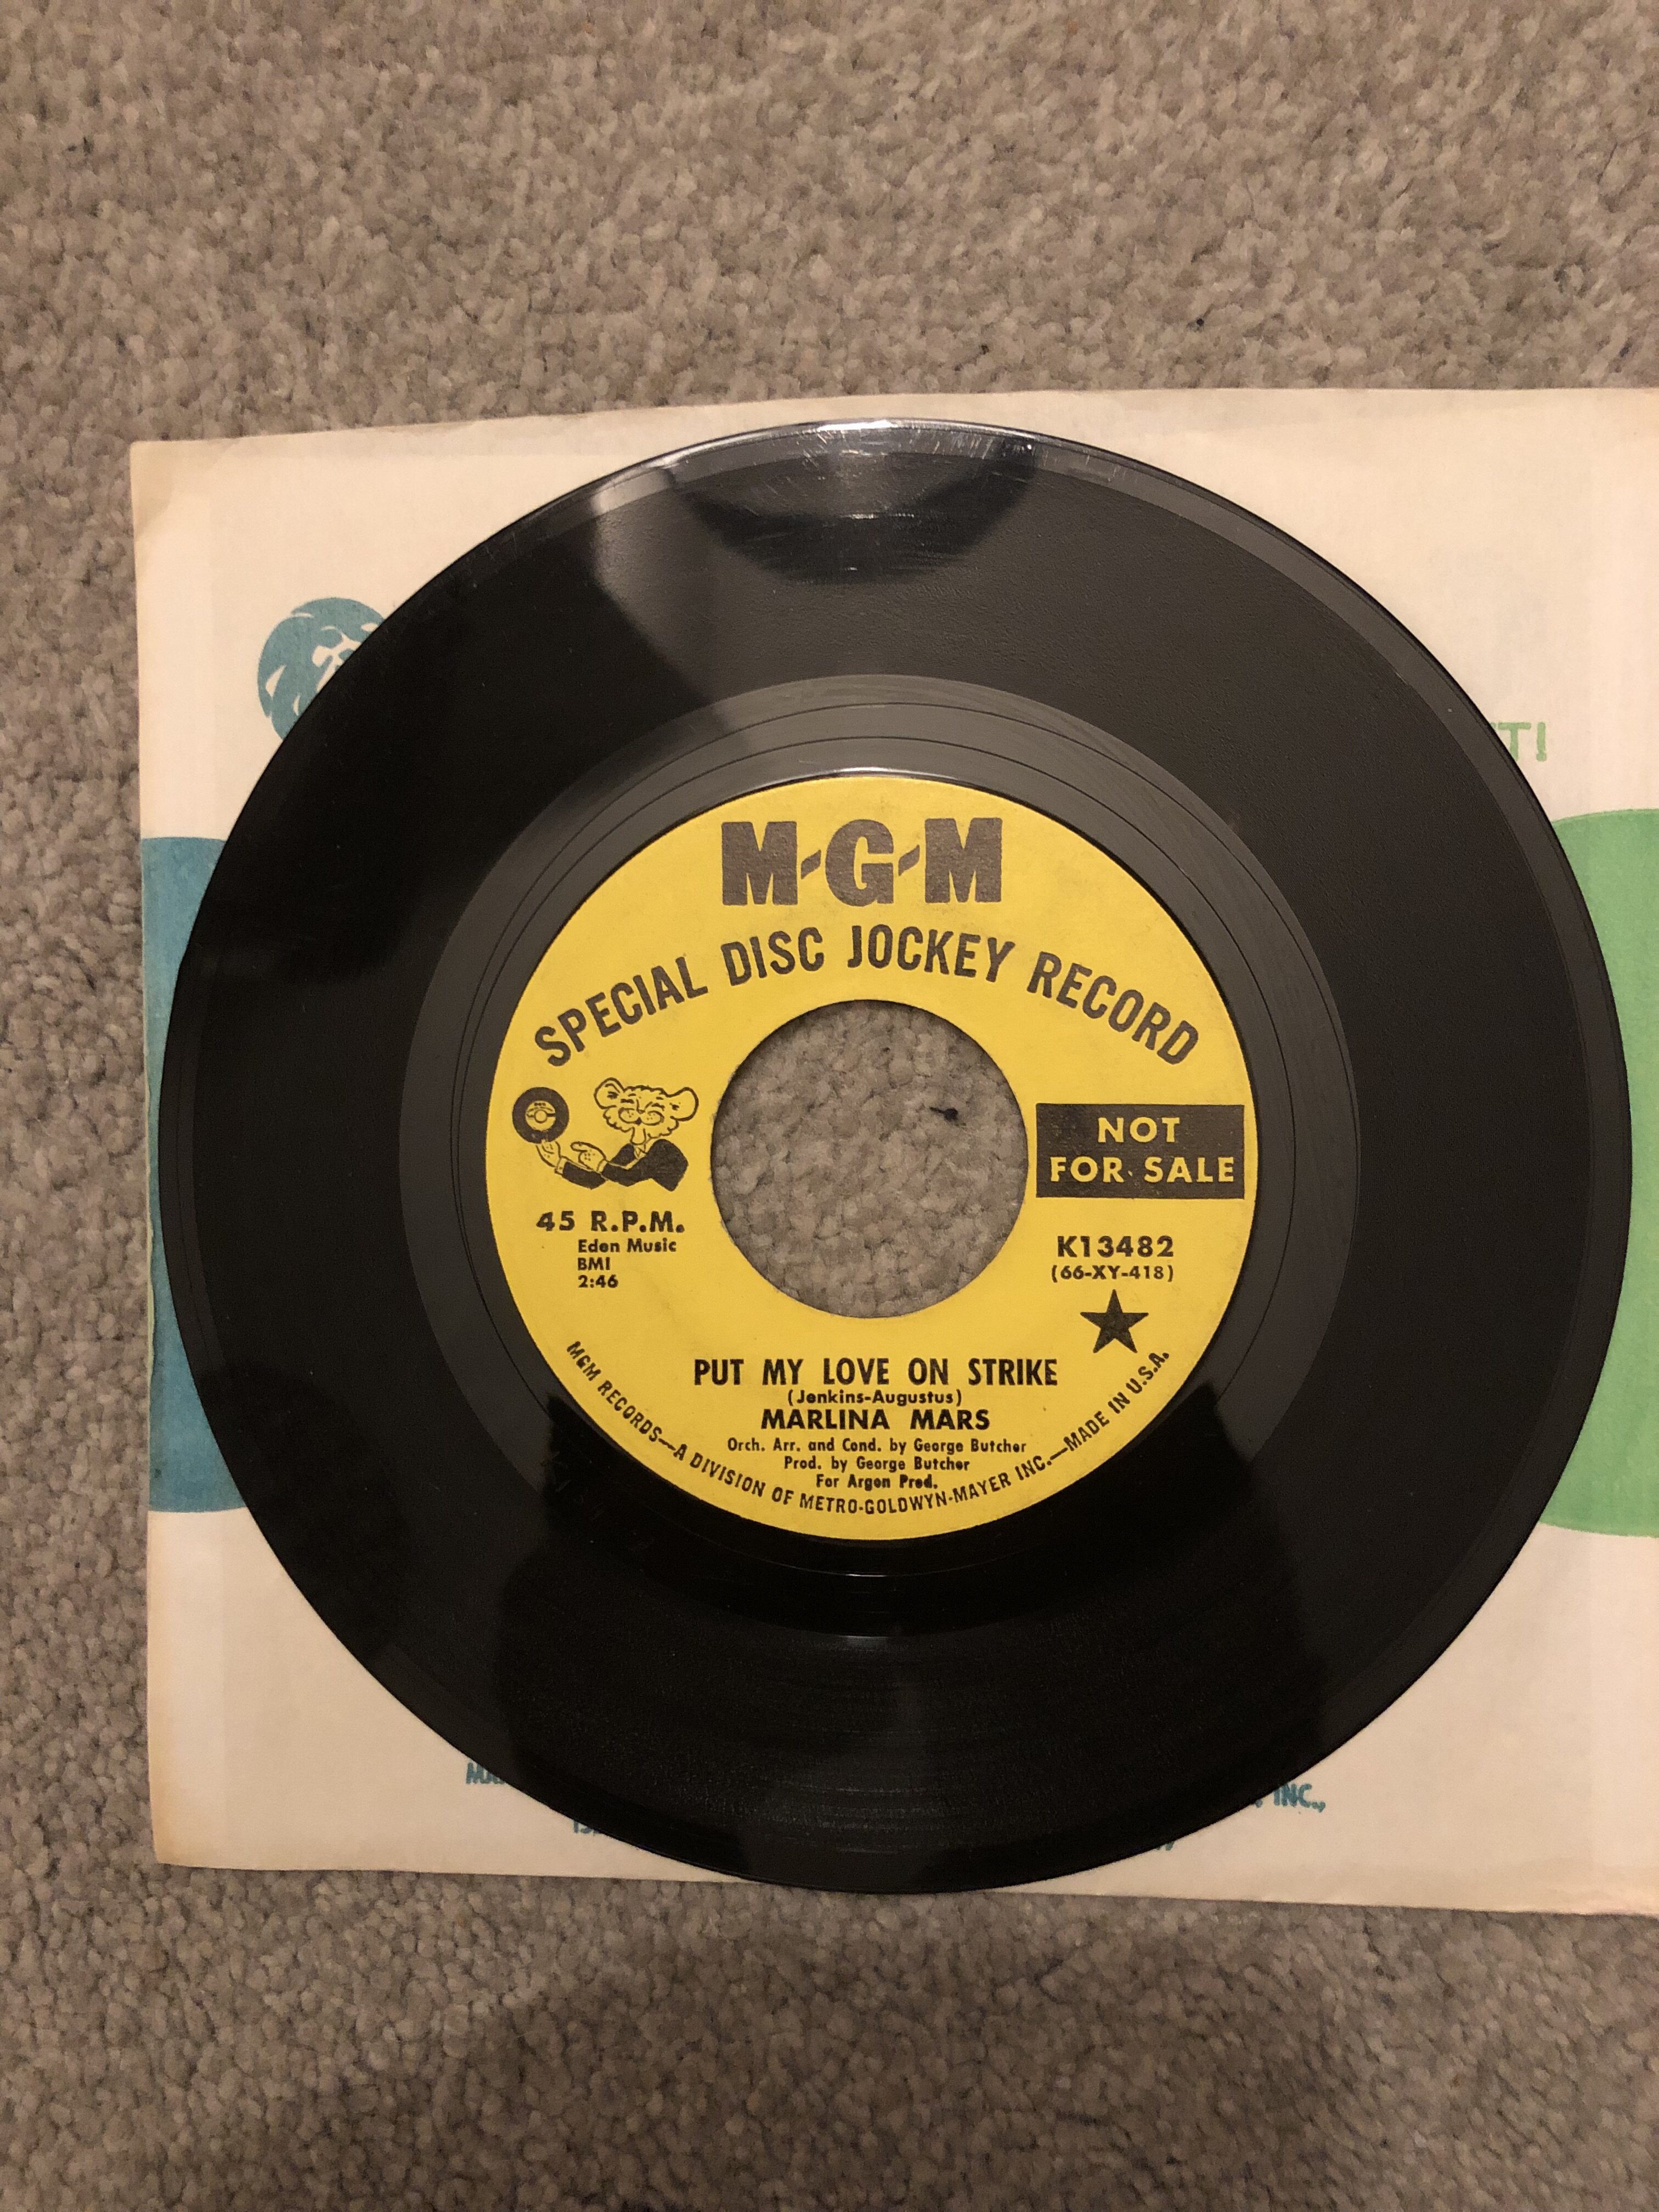 M-G-M
SPECIAL DISC JOCKEY RECORD
NOT
FOR SALE
45 R.P.M.
Eden Music
BMI
2:46
K13482
(66-XY-418)
PUT MY LOVE ON STRIKE
(Jenkins-Augustus)
MARLINA MARS
Orch. Arr. and Cond. by George Butcher
Prod. by George Butcher
For Argon Prod.
MGM RECORDS—A DIVISION OF METRO-GOLDWYN-MAYER INC.—MADE IN U.S.A.
INC.,